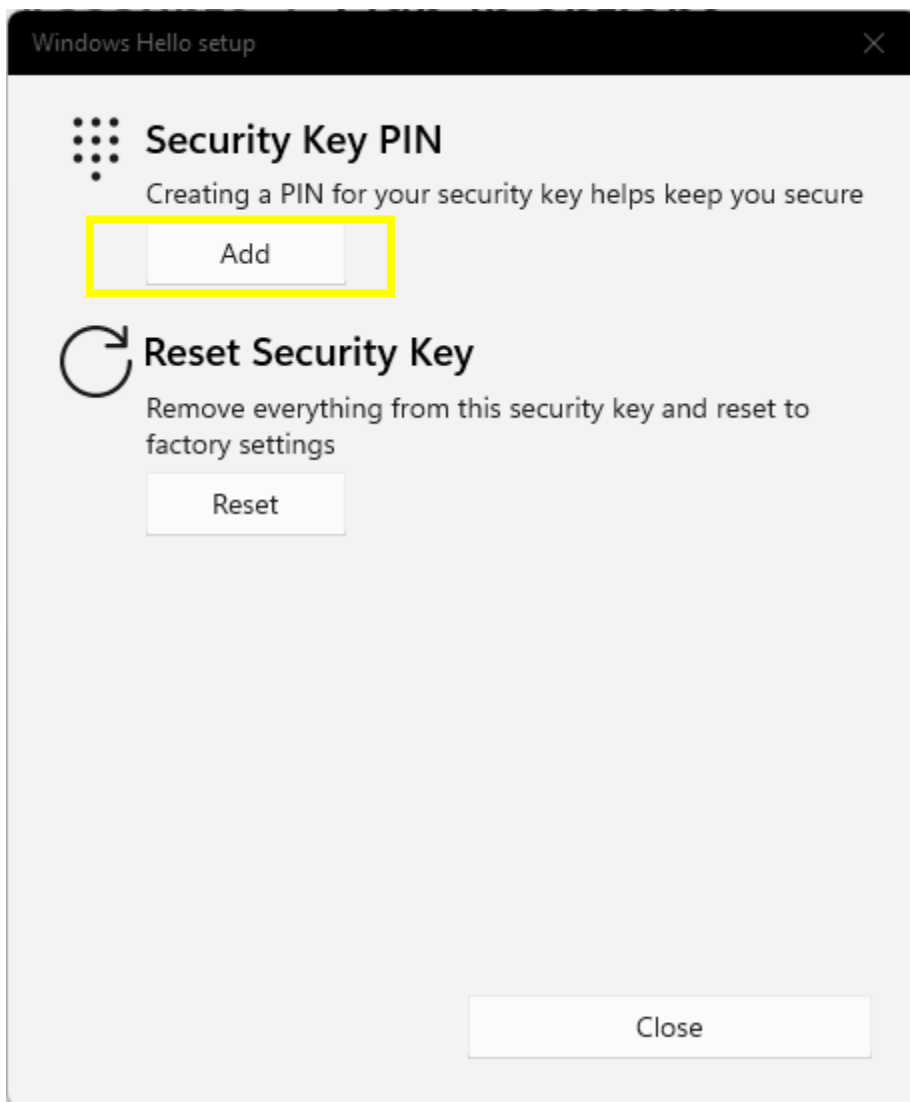 Windows Hello setup
Security Key PIN
Creating a PIN for your security key helps keep you secure
Add
Reset Security Key
Remove everything from this security key and reset to
factory settings
Reset
Close